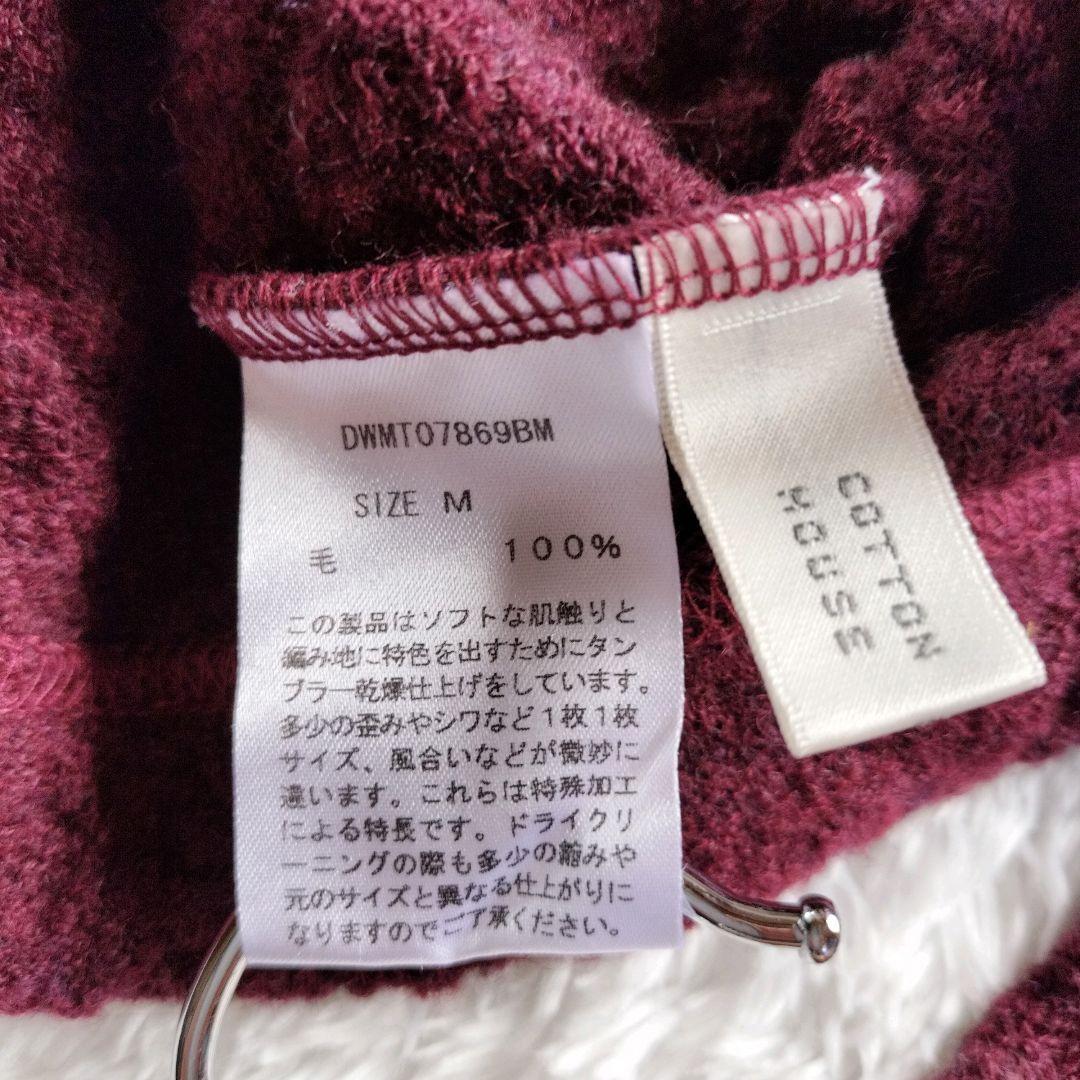 DWMT07869BM
SIZE M
毛 100%
この製品はソフトな肌触りと
編み地に特色を出すためにタン
ブラー乾燥仕上げをしています。
多少の歪みやシワなど1枚1枚
サイズ、風合いなどが微妙に
違います。これらは特殊加工
による特長です。ドライクリ
ーニングの際も多少の縮みや
元のサイズと異なる仕上がりに
なりますのでご了承ください。
COTTON
HOUSE